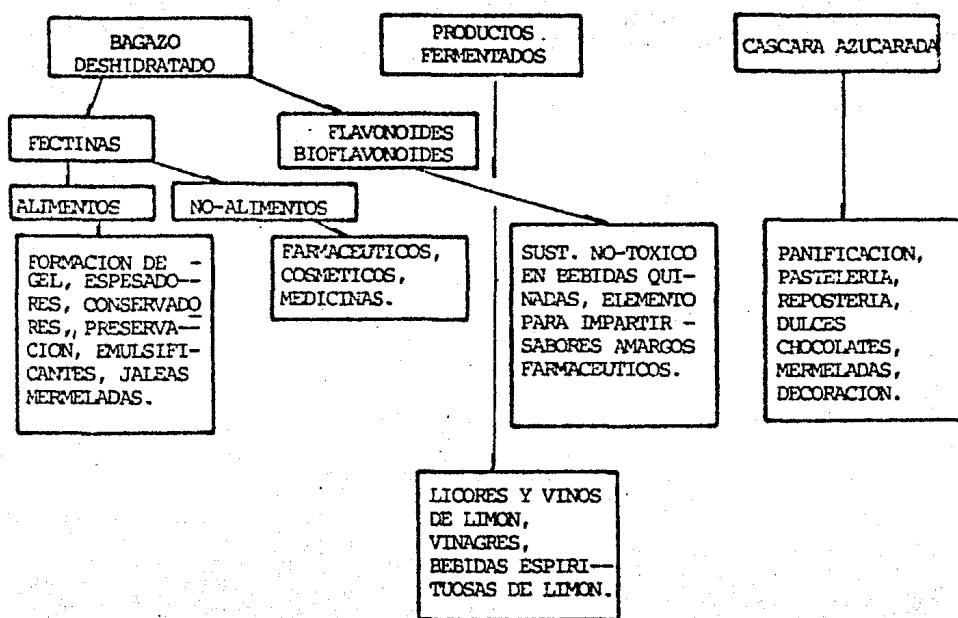 BAGAZO
DESHIDRATADO
PRODUCTOS.
FERMENTADOS
CASCARA AZUCARADA
FECTINAS
FLAVONOIDES
BIOFLAVONOIDES
ALIMENTOS
NO-ALIMENTOS
FORMACION DE -
GEL, ESPESADO--
RES, CONSERVADO
RES,, PRESERVA--
CION, EMULSIFI-
CANTES, JALEAS
MERMELADAS.
FARMACEUTICOS,
COSMETICOS,
MEDICINAS.
SUST. NO-TOXICO
EN BEBIDAS QUI-
NADAS, ELEMENTO
PARA IMPARTIR -
SABORES AMARGOS
FARMACEUTICOS.
PANIFICACION,
PASTELERIA,
REPOSTERIA,
DULCES
CHOCOLATES,
MERMELADAS,
DECORACION.
LICORES Y VINOS
DE LIMON,
VINAGRES,
BEBIDAS ESPIRI--
TUOSAS DE LIMON.